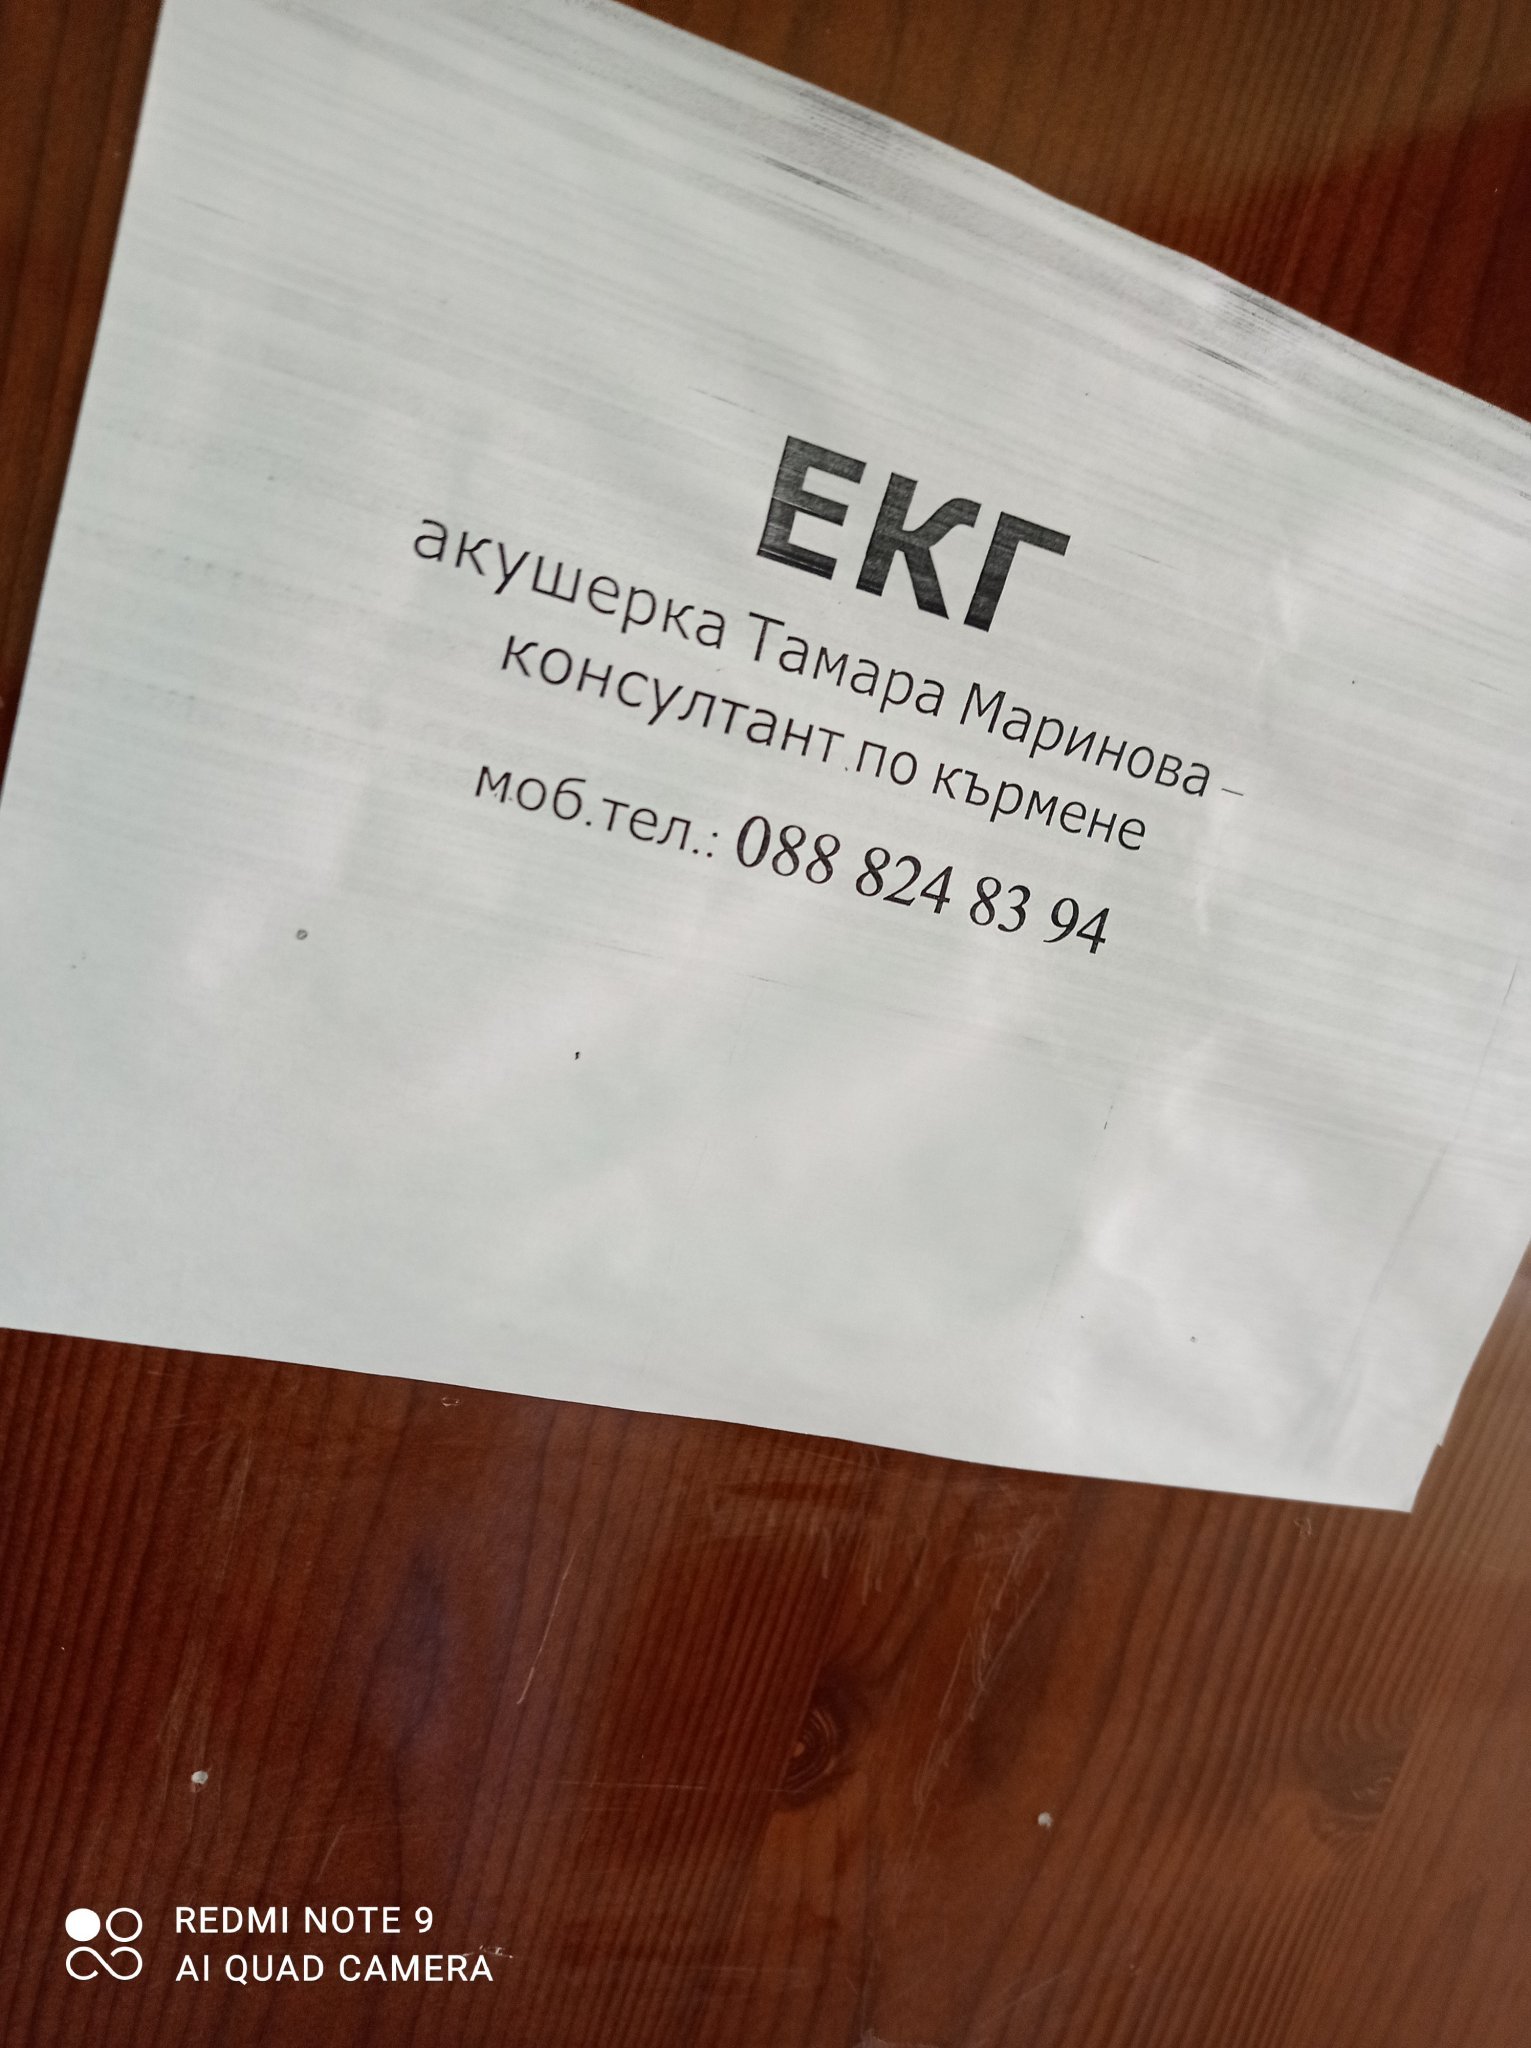 ЕКГ
акушерка Тамара Маринова –
консултант по кърмене
моб.тел.: 088 824 83 94
REDMI NOTE 9
AI QUAD CAMERA